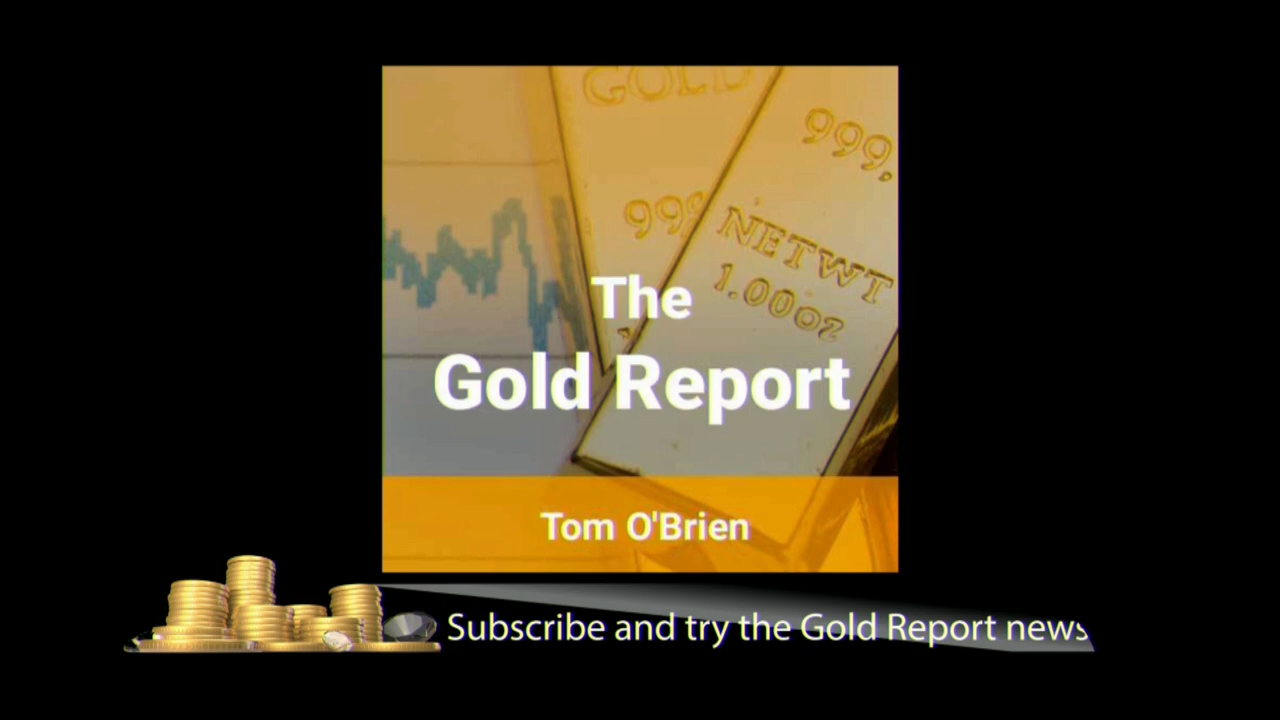 GOLD
999.
999
NETWT
1.00oz
The
Gold Report
Tom O'Brien
Subscribe and try the Gold Report news